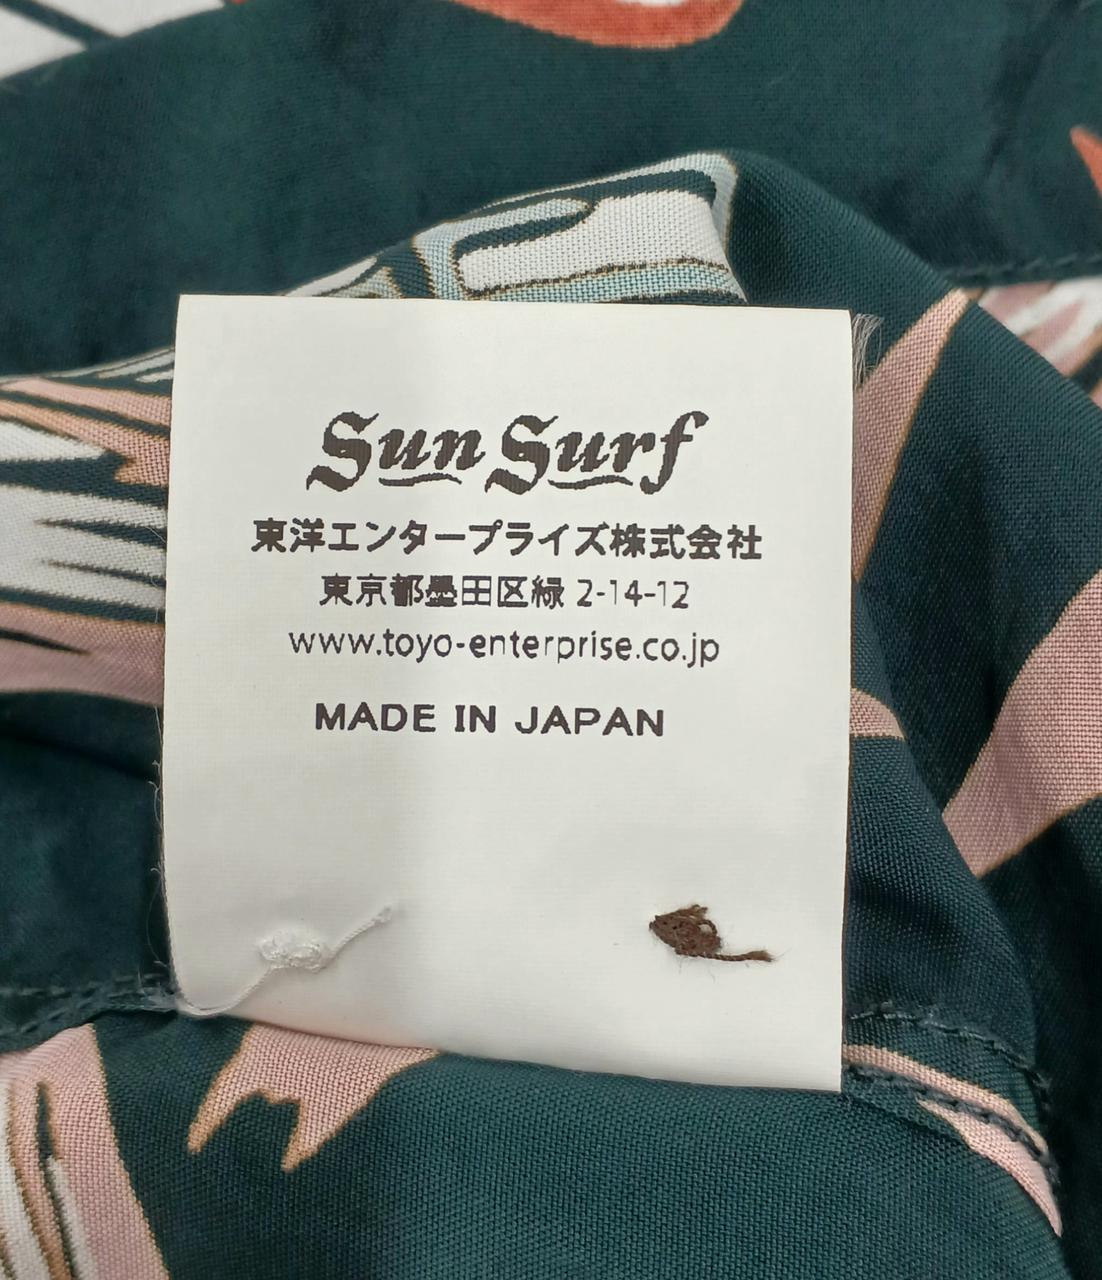 Sun Surf
東洋エンタープライズ株式会社
東京都墨田区緑 2-14-12
www.toyo-enterprise.co.jp
MADE IN JAPAN